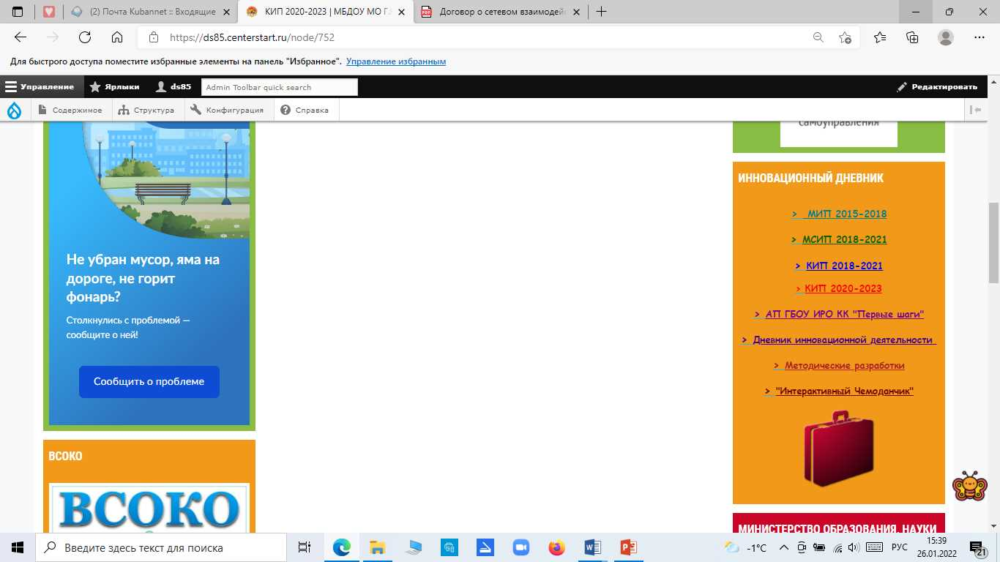 (2) Почта Kubannet :: Входящие
КИП 2020-2023 | МБДОУ МО Г.
PDF
Договор о сетевом взаимодей
https://ds85.centerstart.ru/node/752
Для быстрого доступа поместите избранные элементы на панель "Избранное". Управление избранным
Управление
Ярлыки
ds85
Admin Toolbar quick search
Редактировать
Содержимое
Структура
Конфигурация
Справка
Не убран мусор, яма на
дороге, не горит
фонарь?
Столкнулись с проблемой —
сообщите о ней!
Сообщить о проблеме
ВСОКО
ВСОКО
самоуправления
ИННОВАЦИОННЫЙ ДНЕВНИК
> МИП 2015-2018
> МСИП 2018-2021
> КИП 2018-2021
> КИП 2020-2023
> АП ГБОУ ИРО КК "Первые шаги"
> Дневник инновационной деятельности
> Методические разработки
> "Интерактивный Чемоданчик"
МИНИСТЕРСТВО ОБРАЗОВАНИЯ, НАУКИ
Введите здесь текст для поиска
-1°C
РУС
15:39
26.01.2022
21